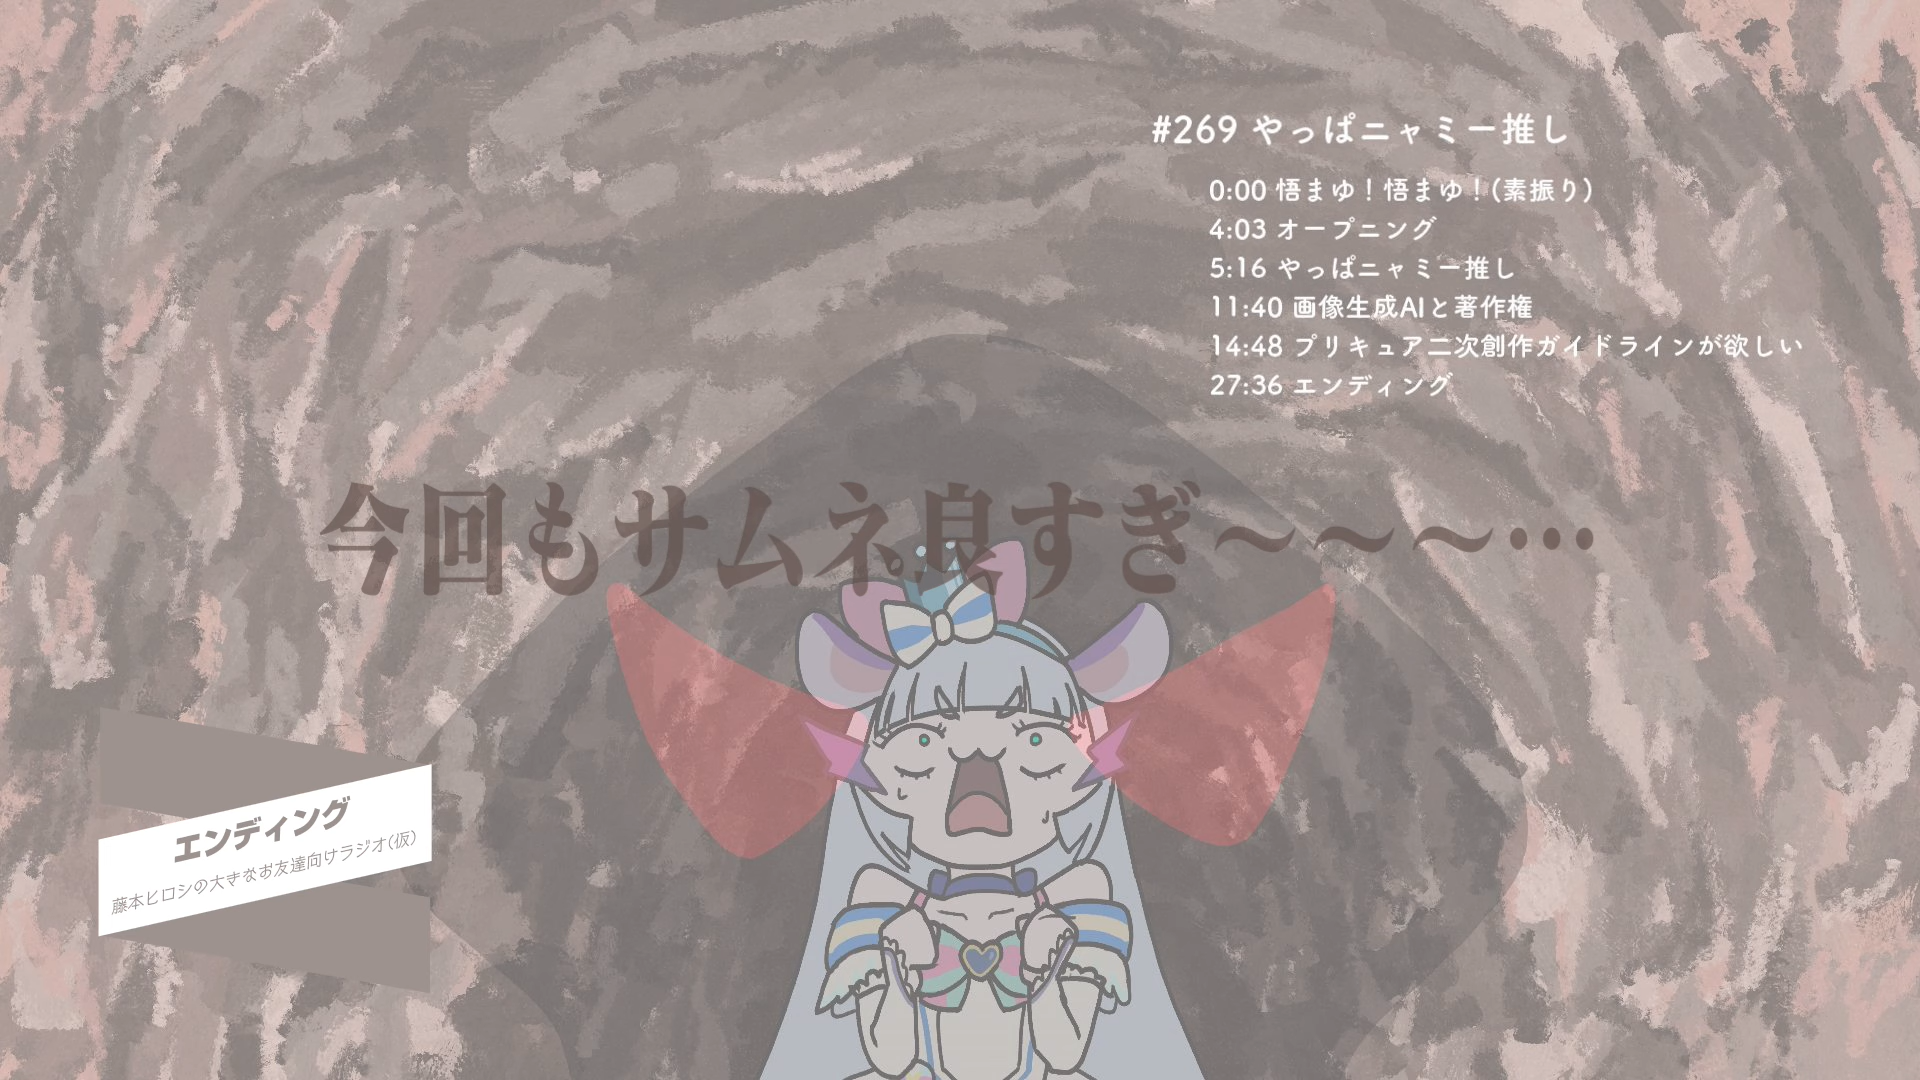 #269 やっぱニャミー推し
0:00 悟まゆ！悟まゆ！(素振り)
4:03 オープニング
5:16 やっぱニャミー推し
11:40 画像生成AIと著作権
14:48 プリキュア二次創作ガイドラインが欲しい
27:36 エンディング
今回もサムネ良すぎ～～～…
エンディング
藤本ヒロシの大きなお友達向けラジオ(仮)